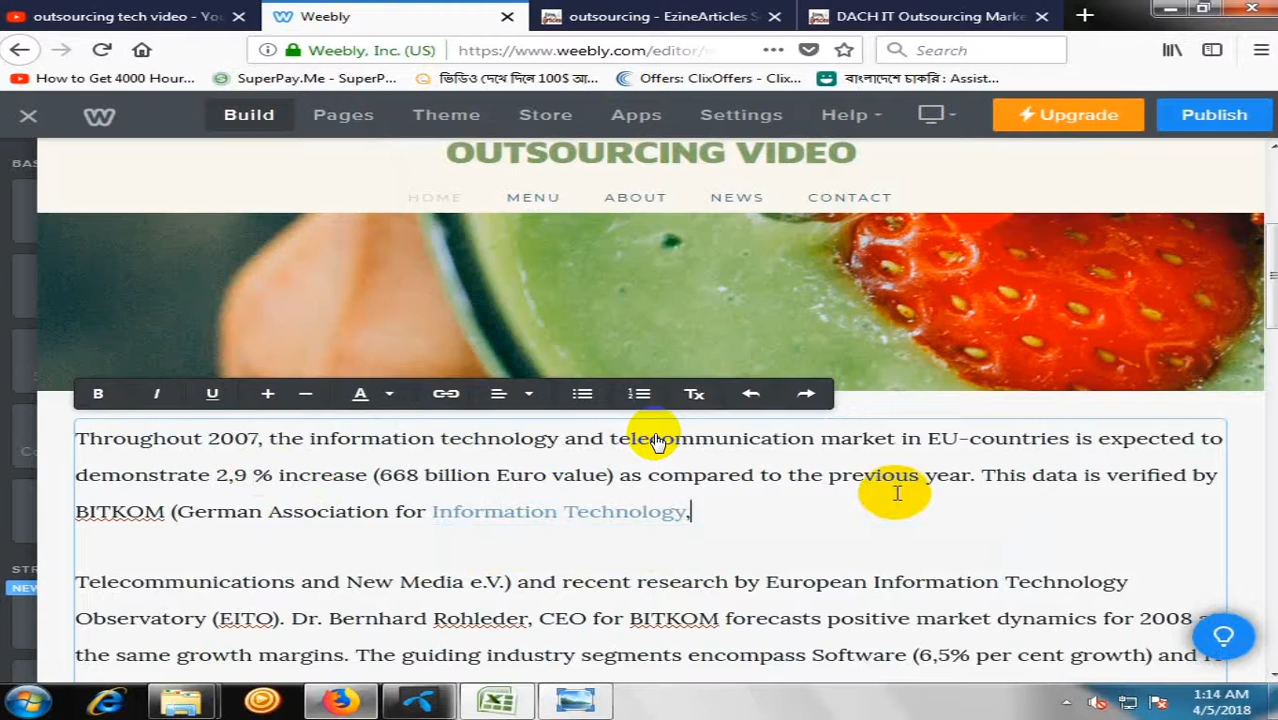 outsourcing tech video - You
Weebly
outsourcing - EzineArticles S
DACH IT Outsourcing Marke
Weebly, Inc. (US)
https://www.weebly.com/editor/
Search
How to Get 4000 Hour...
SuperPay.Me - SuperP...
ভিডিও দেখে দিনে 100$ আ...
Offers: ClixOffers - Clix...
বাংলাদেশে চাকরি : Assist...
Build
Pages
Theme
Store
Apps
Settings
Help
Upgrade
Publish
BAS
OUTSOURCING VIDEO
HOME
MENU
ABOUT
NEWS
CONTACT
B I U + − A Tx
Throughout 2007, the information technology and telecommunication market in EU-countries is expected to
demonstrate 2,9 % increase (668 billion Euro value) as compared to the previous year. This data is verified by
BITKOM (German Association for Information Technology,
STR
NEW
Telecommunications and New Media e.V.) and recent research by European Information Technology
Observatory (EITO). Dr. Bernhard Rohleder, CEO for BITKOM forecasts positive market dynamics for 2008
the same growth margins. The guiding industry segments encompass Software (6,5% per cent growth) and
1:14 AM
4/5/2018